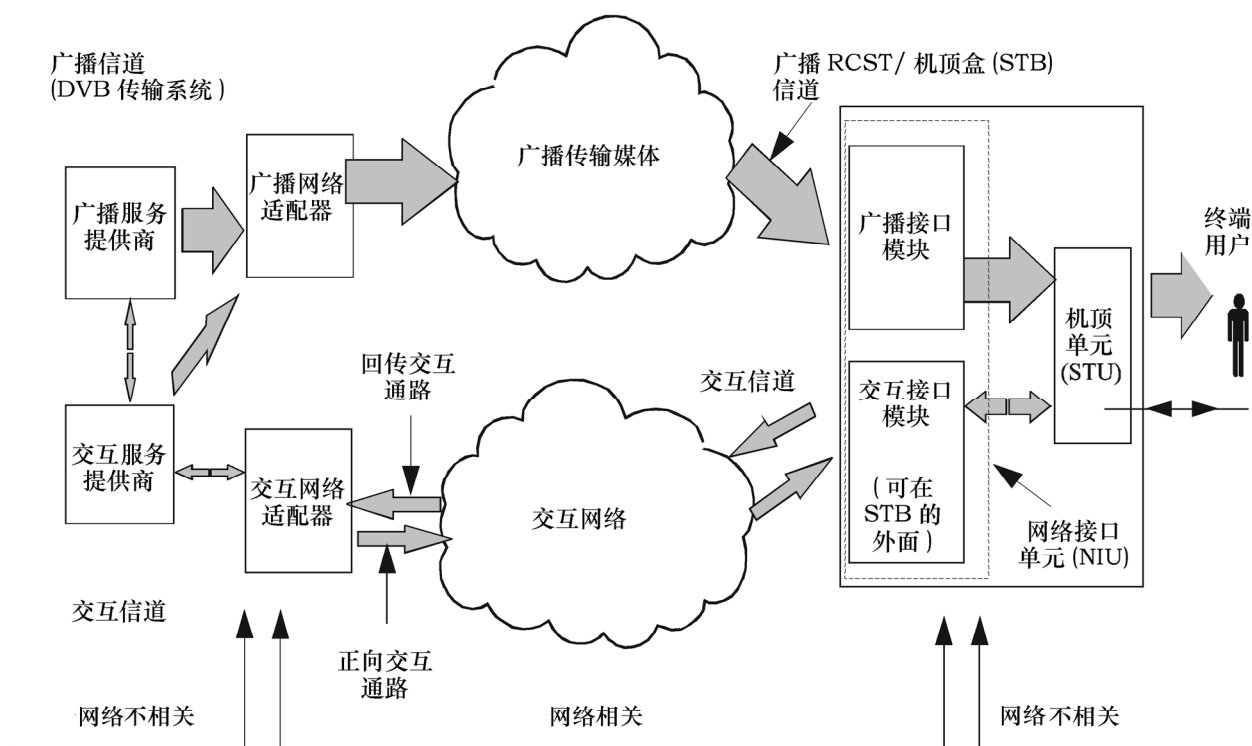 广播信道
(DVB 传输系统)
广播服务
提供商
广播网络
适配器
广播传输媒体
广播 RCST/ 机顶盒 (STB)
信道
广播接口
模块
机顶
单元
(STU)
终端
用户
交互服务
提供商
交互网络
适配器
回传交互
通路
交互网络
交互信道
交互接口
模块
(可在
STB 的
外面)
网络接口
单元 (NIU)
交互信道
正向交互
通路
网络不相关
网络相关
网络不相关